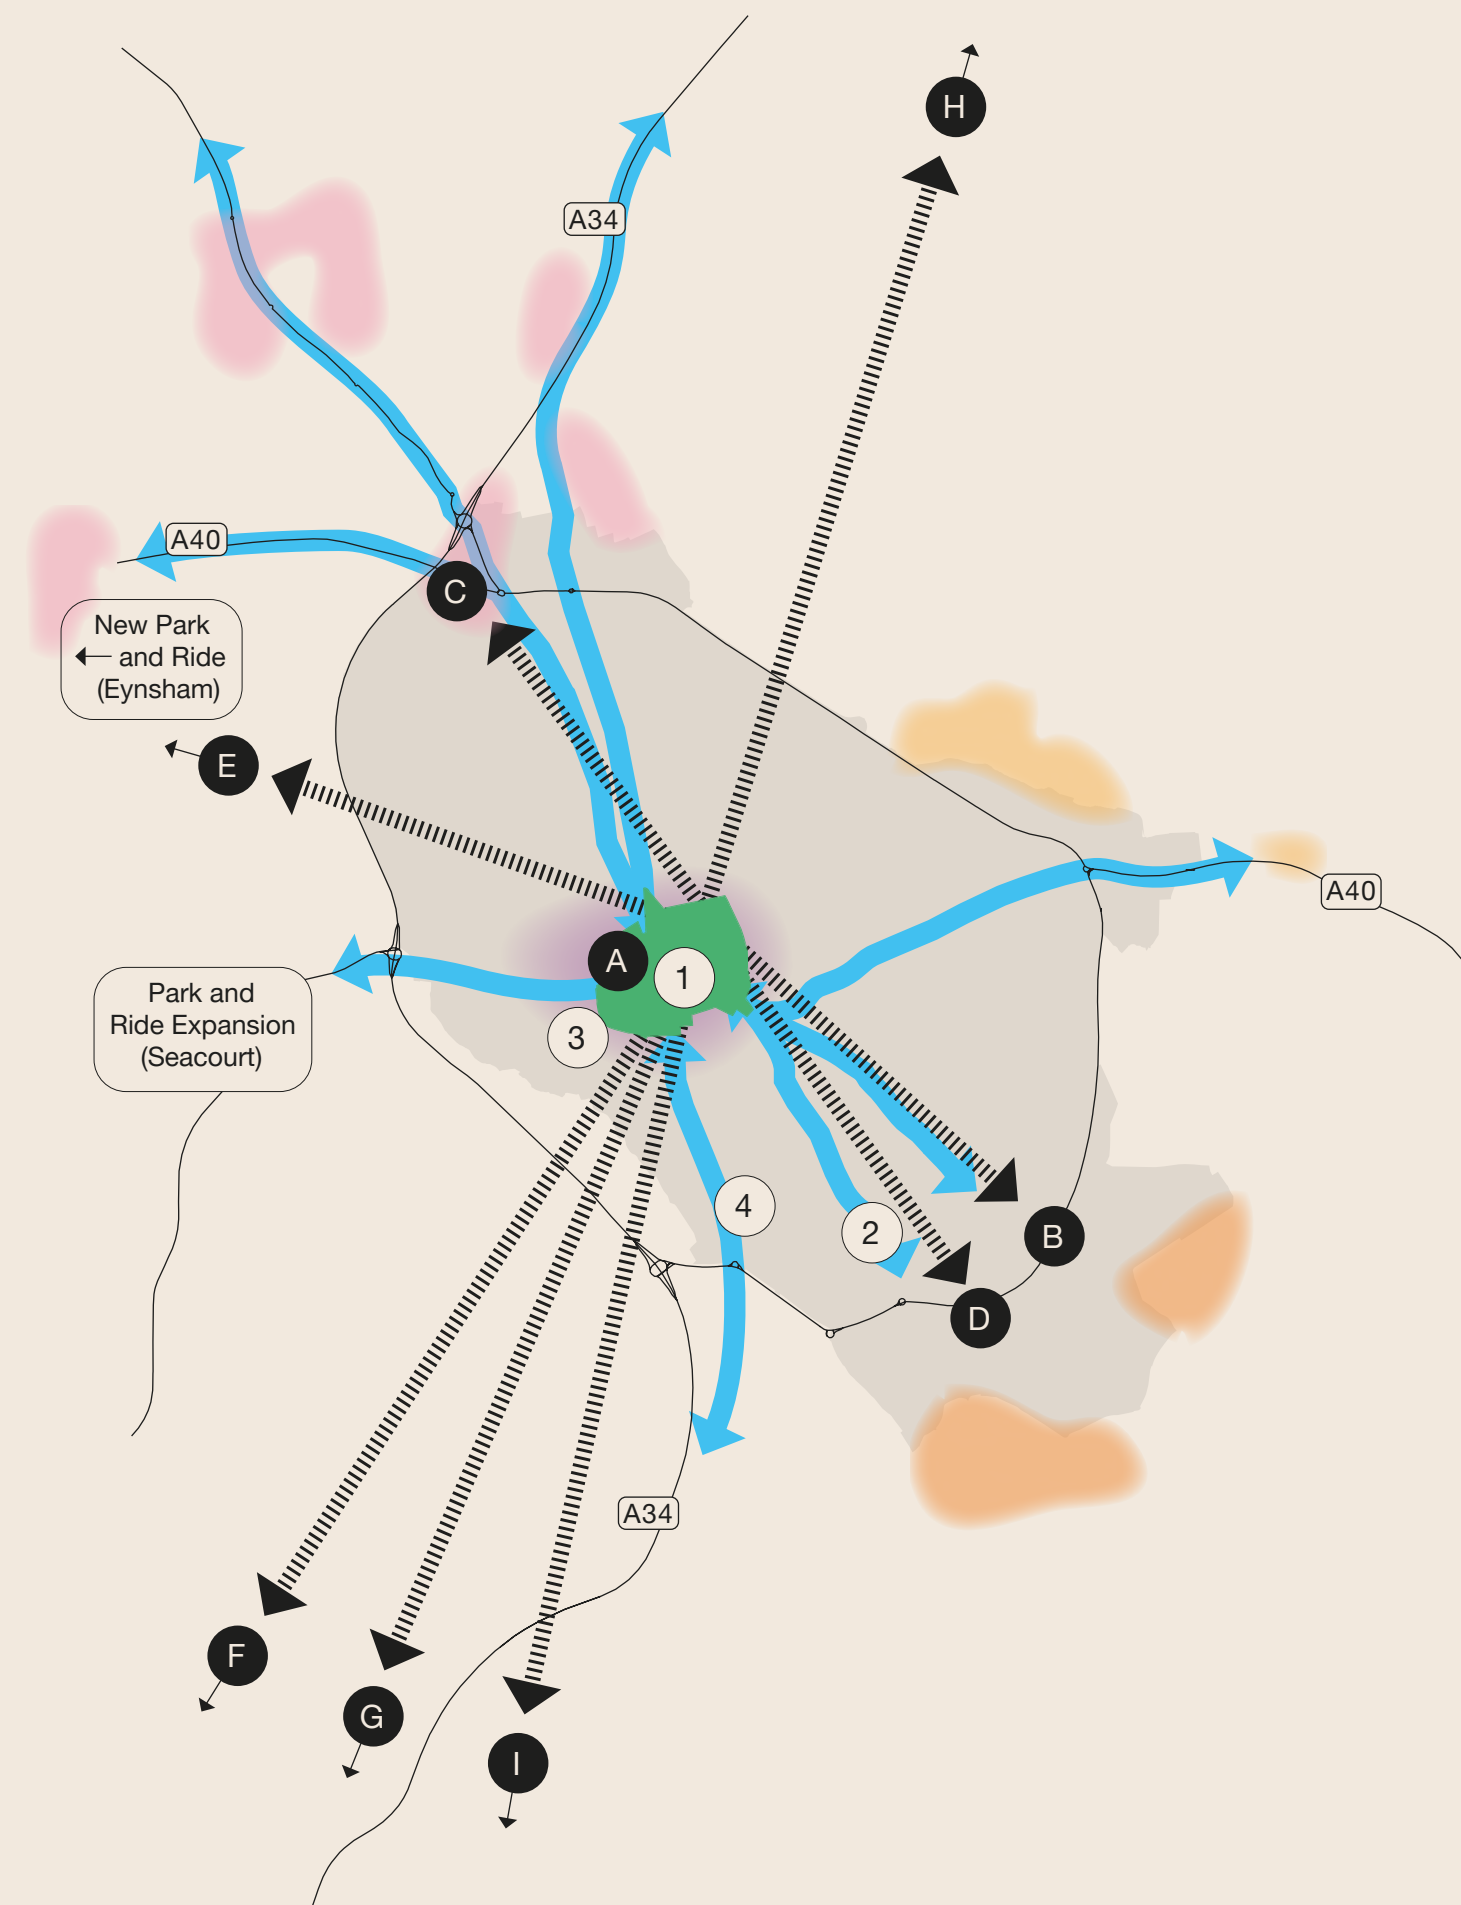 H
A34
A40
C
New Park
and Ride
(Eynsham)
E
A40
A
1
Park and
Ride Expansion
(Seacourt)
3
4
2
B
D
A34
F
G
I